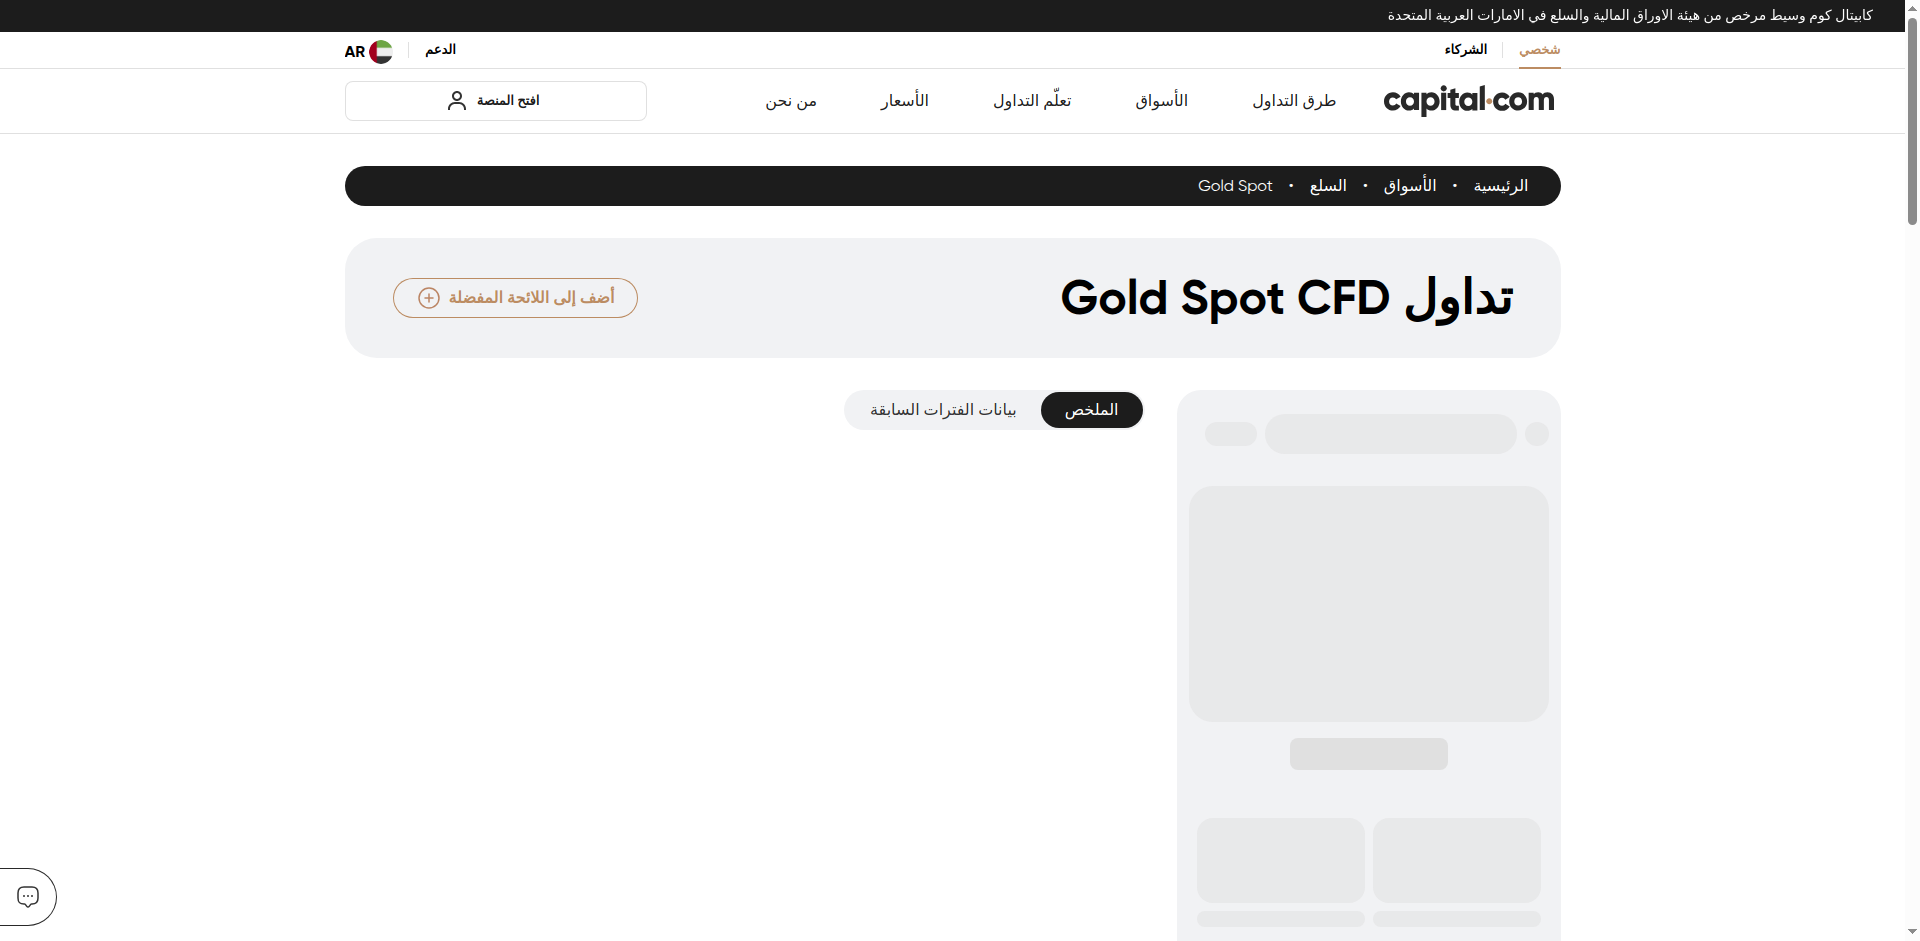 كابيتال كوم وسيط مرخص من هيئة الاوراق المالية والسلع في الامارات العربية المتحدة
شخصي
الشركاء
الدعم
AR
capital.com
طرق التداول
الأسواق
تعلّم التداول
الأسعار
من نحن
افتح المنصة
الرئيسية • الأسواق • السلع • Gold Spot
تداول Gold Spot CFD
أضف إلى اللائحة المفضلة
الملخص
بيانات الفترات السابقة